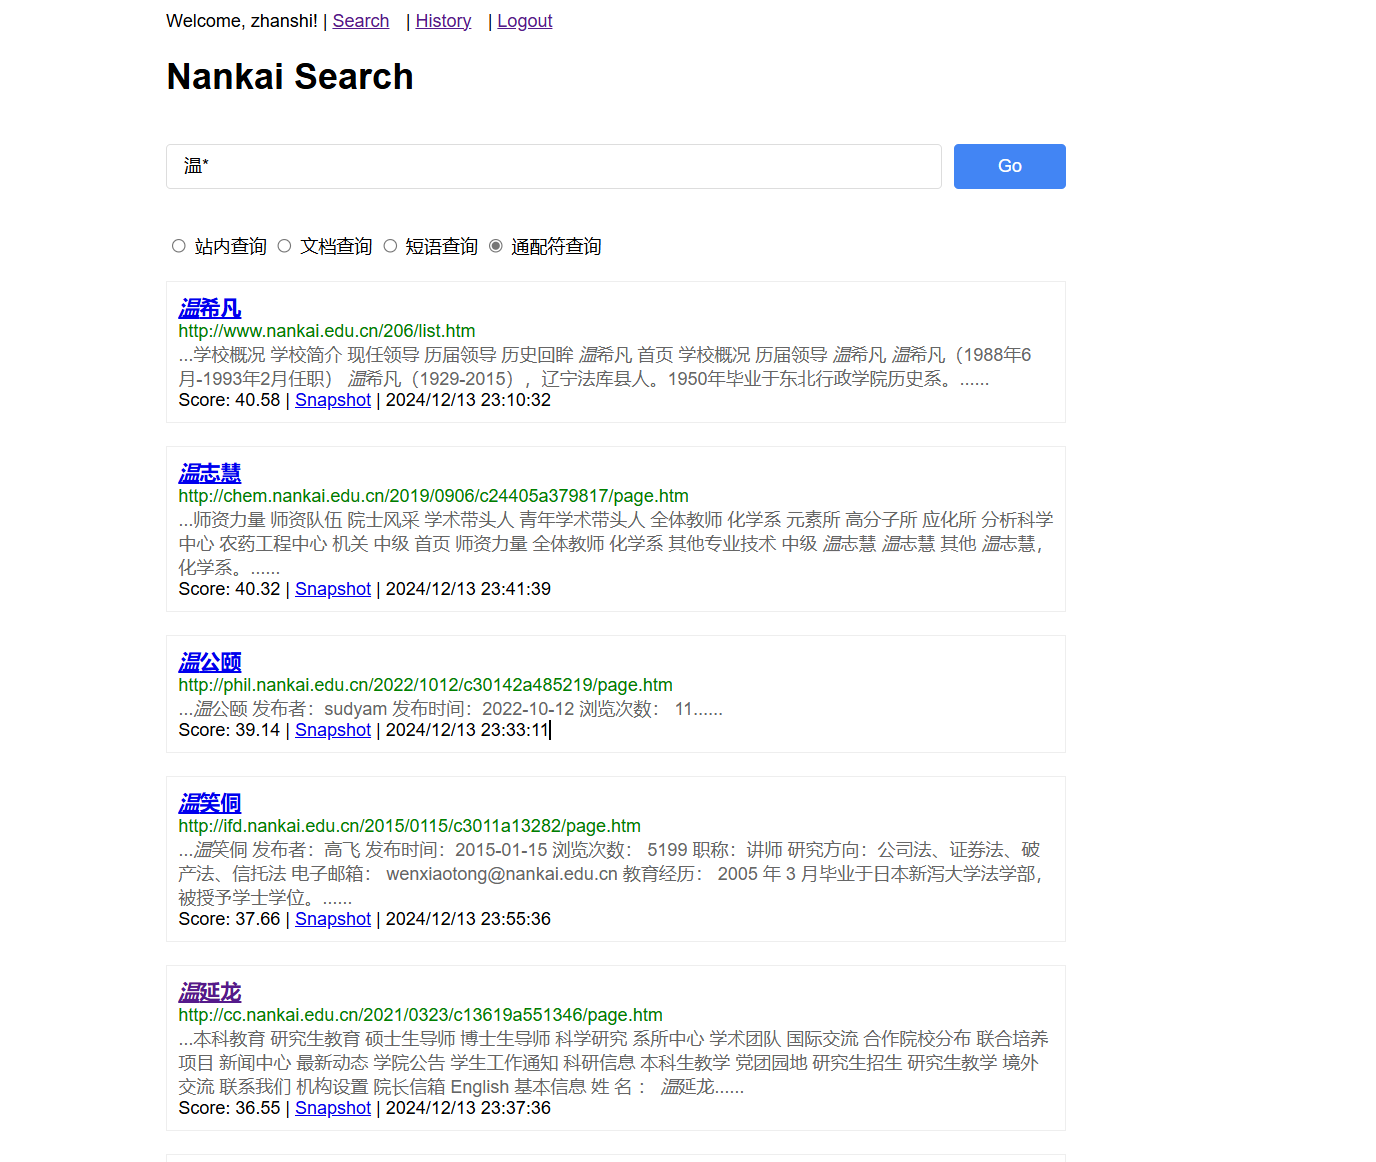 Welcome, zhanshi! | Search | History | Logout
Nankai Search
温*
Go
站内查询 文档查询 短语查询 通配符查询
温希凡
http://www.nankai.edu.cn/206/list.htm
...学校概况 学校简介 现任领导 历届领导 历史回眸 温希凡 首页 学校概况 历届领导 温希凡 温希凡（1988年6
月-1993年2月任职） 温希凡（1929-2015），辽宁法库县人。1950年毕业于东北行政学院历史系。......
Score: 40.58 | Snapshot | 2024/12/13 23:10:32
温志慧
http://chem.nankai.edu.cn/2019/0906/c24405a379817/page.htm
...师资力量 师资队伍 院士风采 学术带头人 青年学术带头人 全体教师 化学系 元素所 高分子所 应化所 分析科学
中心 农药工程中心 机关 中级 首页 师资力量 全体教师 化学系 其他专业技术 中级 温志慧 温志慧 其他 温志慧，
化学系。......
Score: 40.32 | Snapshot | 2024/12/13 23:41:39
温公颐
http://phil.nankai.edu.cn/2022/1012/c30142a485219/page.htm
...温公颐 发布者：sudyam 发布时间：2022-10-12 浏览次数： 11......
Score: 39.14 | Snapshot | 2024/12/13 23:33:11
温笑侗
http://ifd.nankai.edu.cn/2015/0115/c3011a13282/page.htm
...温笑侗 发布者：高飞 发布时间：2015-01-15 浏览次数： 5199 职称：讲师 研究方向：公司法、证券法、破
产法、信托法 电子邮箱： wenxiaotong@nankai.edu.cn 教育经历： 2005 年 3 月毕业于日本新泻大学法学部，
被授予学士学位。......
Score: 37.66 | Snapshot | 2024/12/13 23:55:36
温延龙
http://cc.nankai.edu.cn/2021/0323/c13619a551346/page.htm
...本科教育 研究生教育 硕士生导师 博士生导师 科学研究 系所中心 学术团队 国际交流 合作院校分布 联合培养
项目 新闻中心 最新动态 学院公告 学生工作通知 科研信息 本科生教学 党团园地 研究生招生 研究生教学 境外
交流 联系我们 机构设置 院长信箱 English 基本信息 姓 名 ： 温延龙......
Score: 36.55 | Snapshot | 2024/12/13 23:37:36